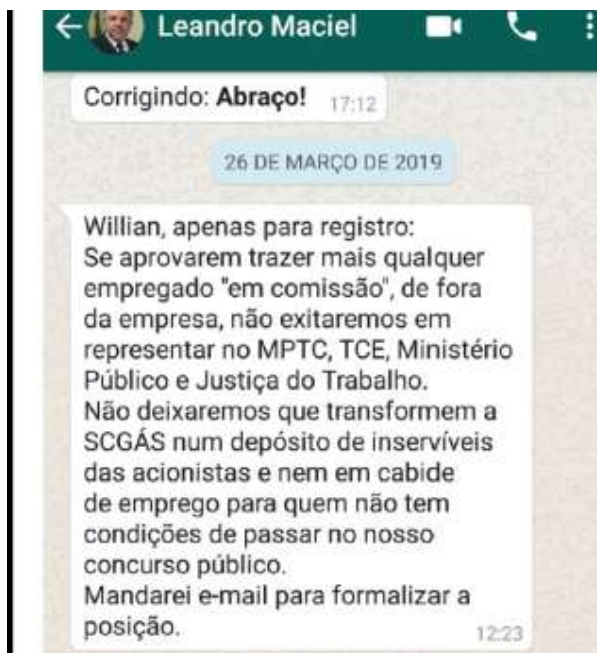 Leandro Maciel
Corrigindo: Abraço! 17:12
26 DE MARÇO DE 2019
Willian, apenas para registro:
Se aprovarem trazer mais qualquer
empregado "em comissão", de fora
da empresa, não exitaremos em
representar no MPTC, TCE, Ministério
Público e Justiça do Trabalho.
Não deixaremos que transformem a
SCGÁS num depósito de inservíveis
das acionistas e nem em cabide
de emprego para quem não tem
condições de passar no nosso
concurso público.
Mandarei e-mail para formalizar a
posição. 12:23